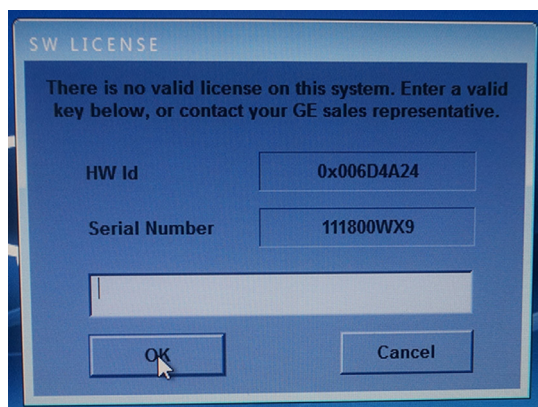 SW LICENSE
There is no valid license on this system. Enter a valid
key below, or contact your GE sales representative.
HW Id
0x006D4A24
Serial Number
111800WX9
OK
Cancel